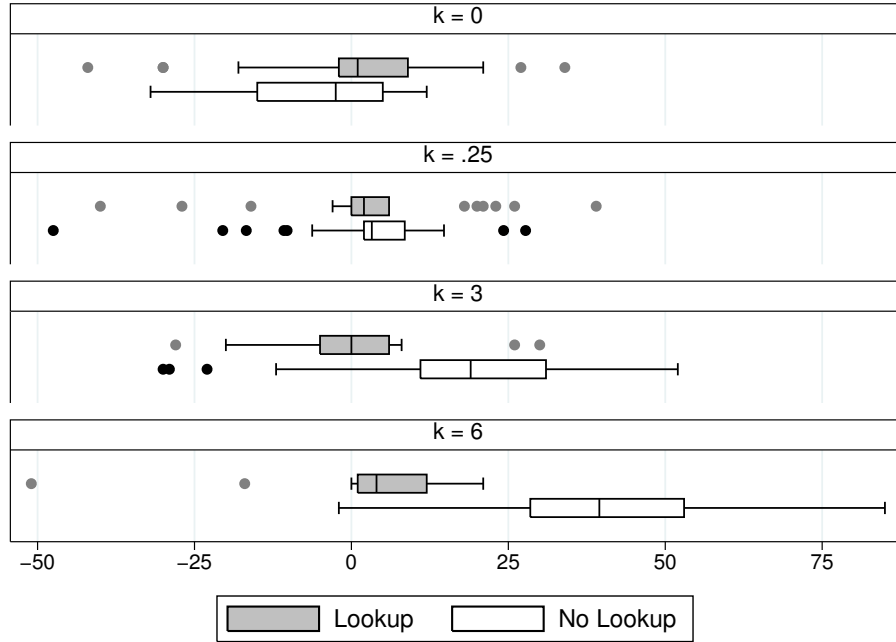 k = 0
k = .25
k = 3
k = 6
−50 −25 0 25 50 75
Lookup No Lookup